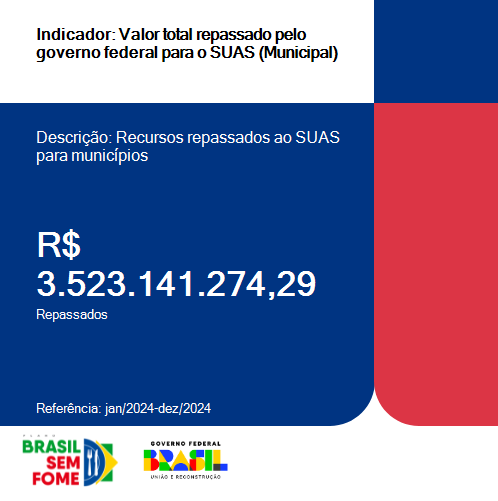 Indicador: Valor total repassado pelo
governo federal para o SUAS (Municipal)
Descrição: Recursos repassados ao SUAS
para municípios
R$
3.523.141.274,29
Repassados
Referência: jan/2024-dez/2024
PLANO
BRASIL
SEM
FOME
GOVERNO FEDERAL
BRASIL
UNIÃO E RECONSTRUÇÃO